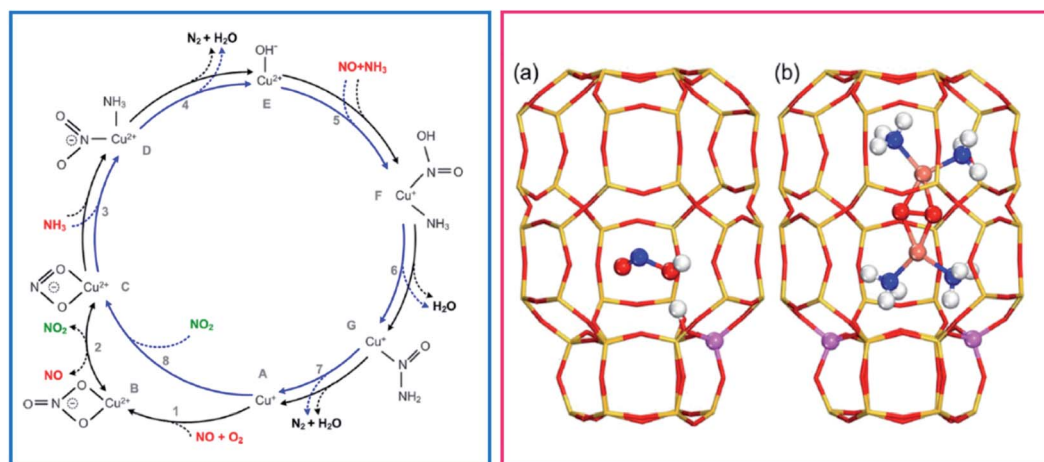 N₂ + H₂O
OH⁻
Cu²⁺
E
NO+NH₃
4
5
NH₃
O
N
⊖
O
Cu²⁺
D
OH
N
O
F
Cu⁺
NH₃
3
NH₃
6
H₂O
O
N
⊖
O
Cu²⁺
C
NO₂
NO₂
2
8
G
Cu⁺
O
N
NH₂
7
NO
B
A
O
O=N
⊖
O
Cu²⁺
Cu⁺
1
NO + O₂
N₂ + H₂O
(a)
(b)